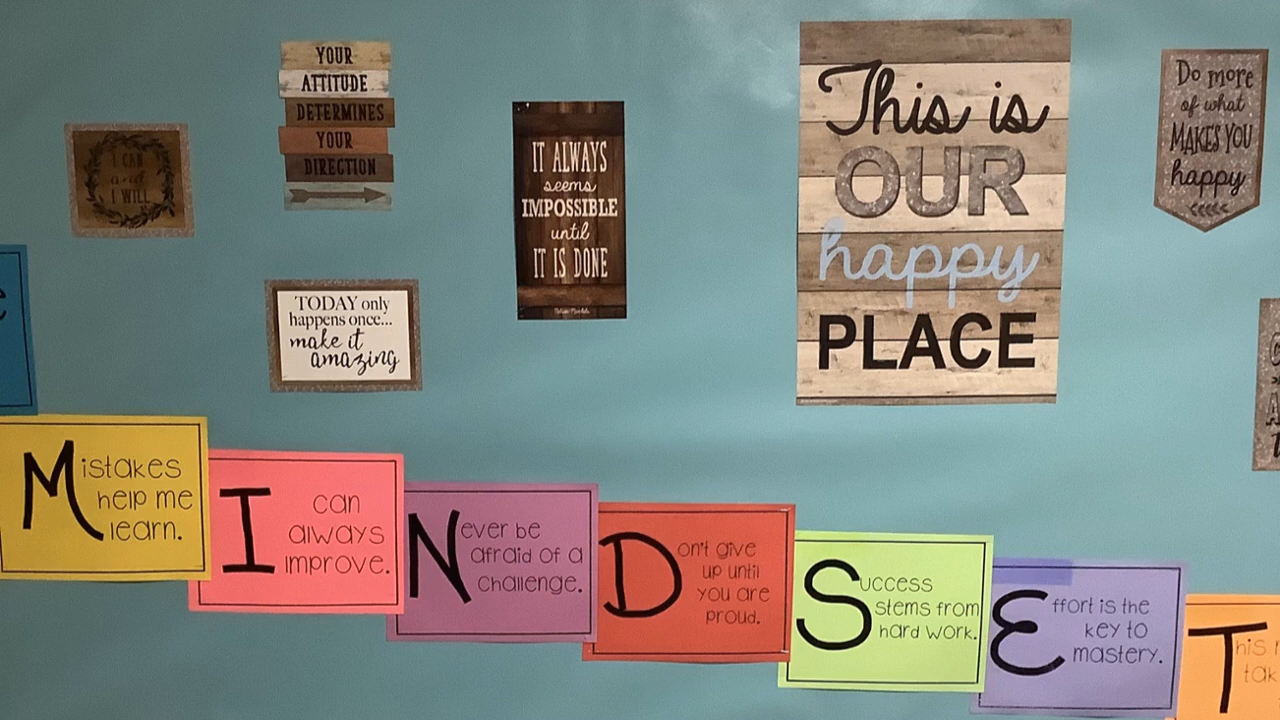 I CAN
and
I WILL
YOUR
ATTITUDE
DETERMINES
YOUR
DIRECTION
TODAY only
happens once...
make it
amazing
IT ALWAYS
seems
IMPOSSIBLE
until
IT IS DONE
This is
OUR
happy
PLACE
Do more
of what
MAKES YOU
happy
Mistakes
help me
learn.
I can
always
improve.
Never be
afraid of a
challenge.
Don't give
up until
you are
proud.
Success
stems from
hard work.
Effort is the
key to
mastery.
This